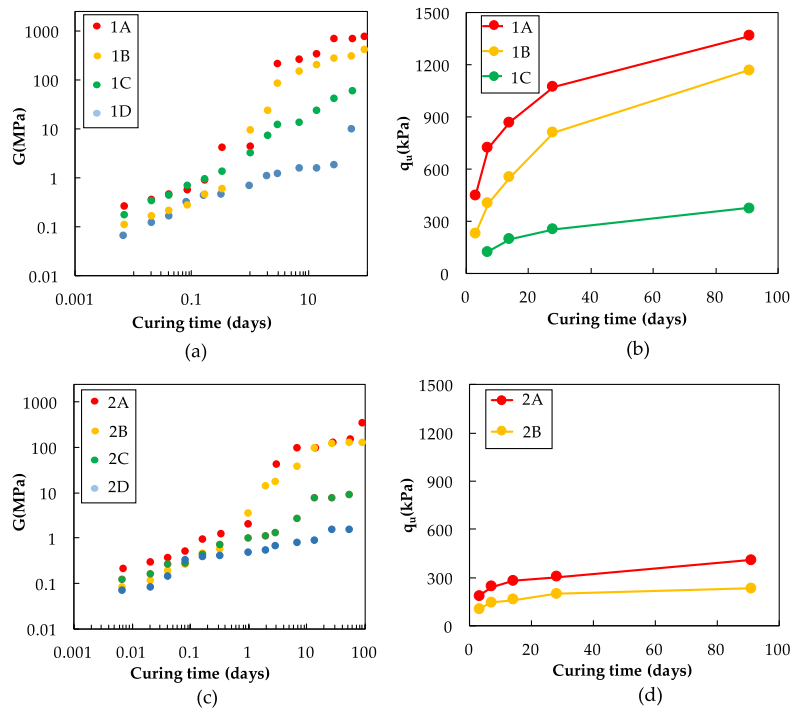 1000
100
10
1
0.1
0.01
G(MPa)
1A
1B
1C
1D
0.001
0.1
10
Curing time (days)
(a)
1500
1200
900
600
300
0
qu(kPa)
1A
1B
1C
0
20
40
60
80
100
Curing time (days)
(b)
1000
100
10
1
0.1
0.01
G(MPa)
2A
2B
2C
2D
0.001
0.01
0.1
1
10
100
Curing time (days)
(c)
1500
1200
900
600
300
0
qu(kPa)
2A
2B
0
20
40
60
80
100
Curing time (days)
(d)